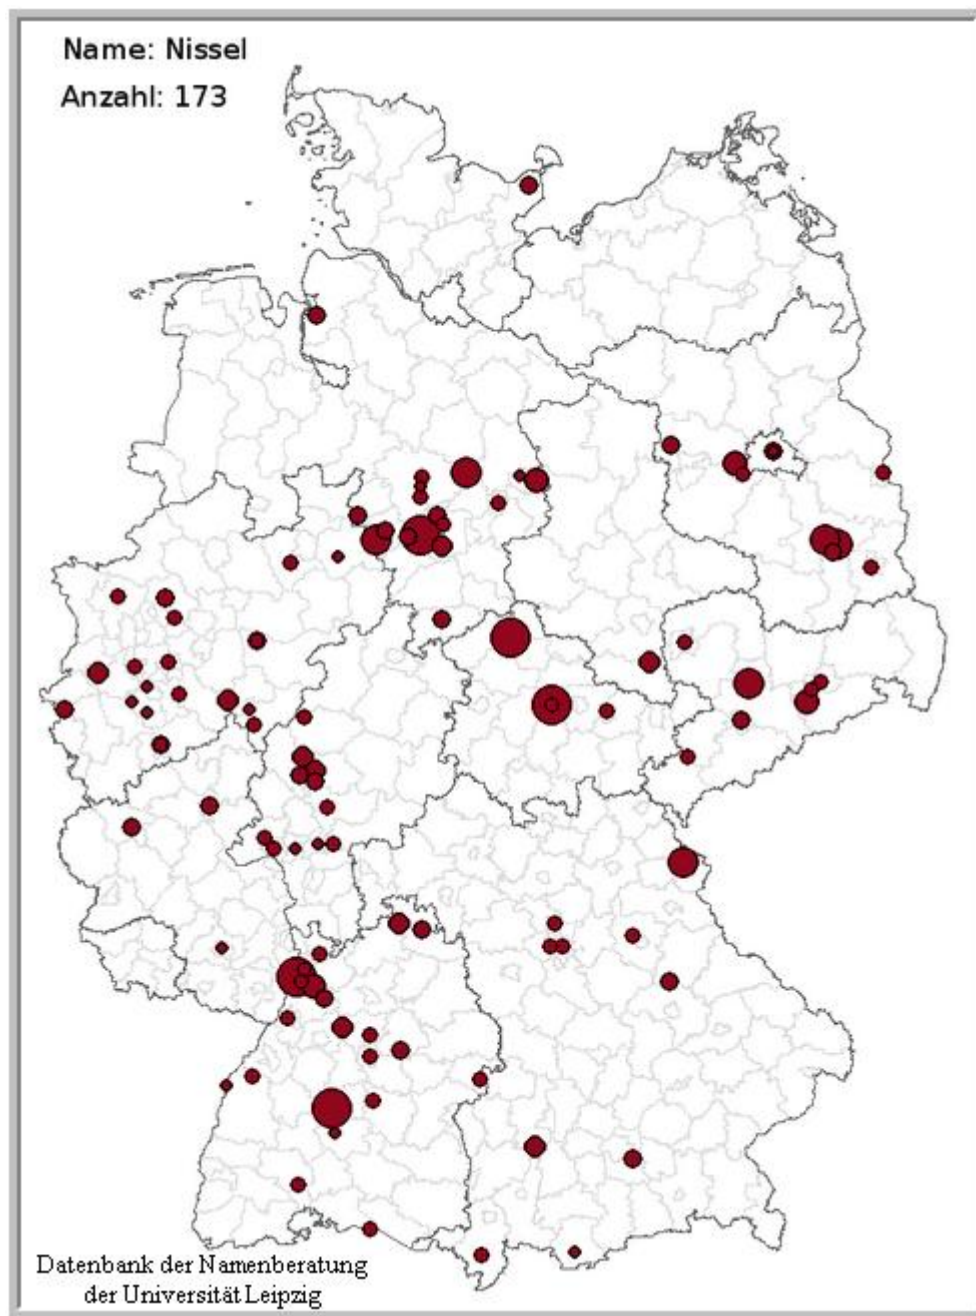 Name: Nissel
Anzahl: 173
Datenbank der Namenberatung
der Universität Leipzig